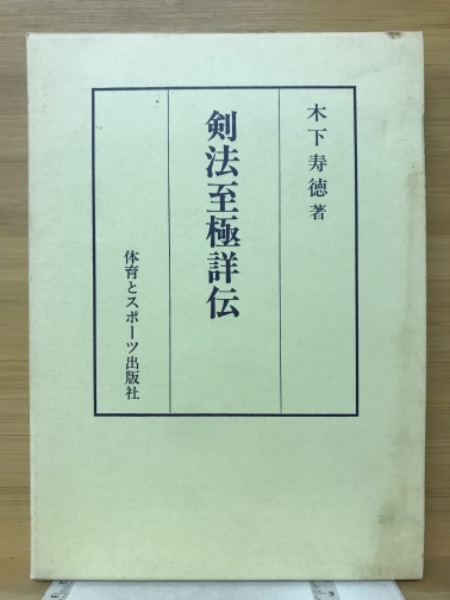 木下寿徳著
剣法至極詳伝
体育とスポーツ出版社